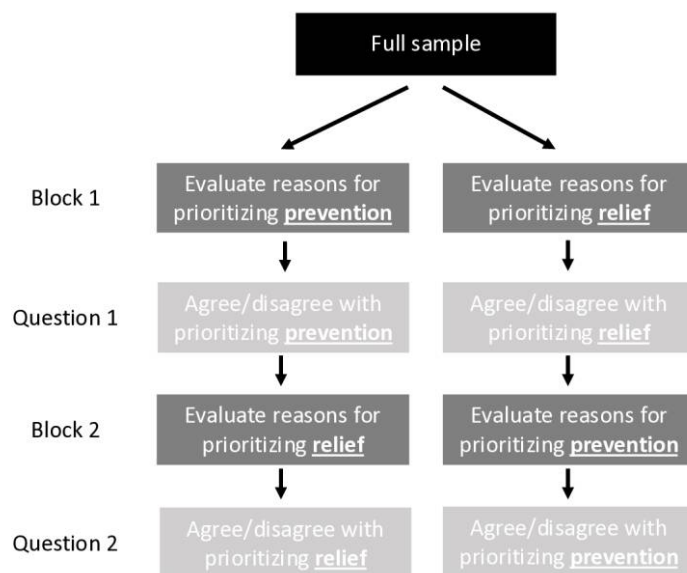 Full sample
Block 1
Evaluate reasons for
prioritizing prevention
Evaluate reasons for
prioritizing relief
Question 1
Agree/disagree with
prioritizing prevention
Agree/disagree with
prioritizing relief
Block 2
Evaluate reasons for
prioritizing relief
Evaluate reasons for
prioritizing prevention
Question 2
Agree/disagree with
prioritizing relief
Agree/disagree with
prioritizing prevention